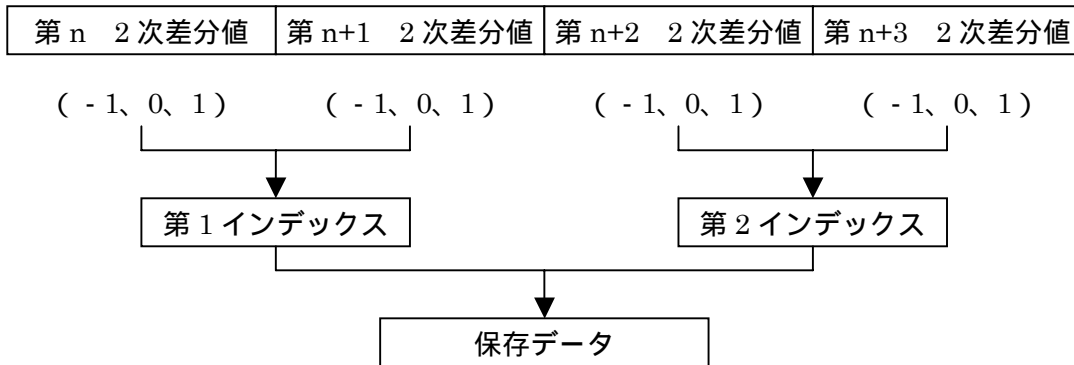 第 n　2 次差分値　第 n+1　2 次差分値　第 n+2　2 次差分値　第 n+3　2 次差分値
( - 1、0、1 )　( - 1、0、1 )　( - 1、0、1 )　( - 1、0、1 )
第 1 インデックス　第 2 インデックス
保存データ